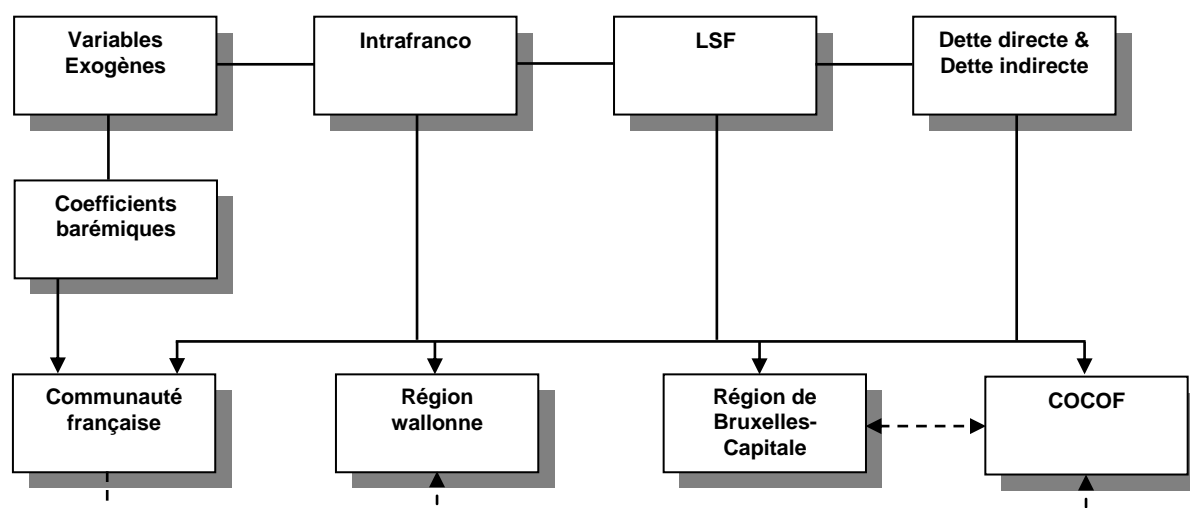 Variables
Exogènes
Intrafranco
LSF
Dette directe &
Dette indirecte
Coefficients
barémiques
Communauté
française
Région
wallonne
Région de
Bruxelles-
Capitale
COCOF